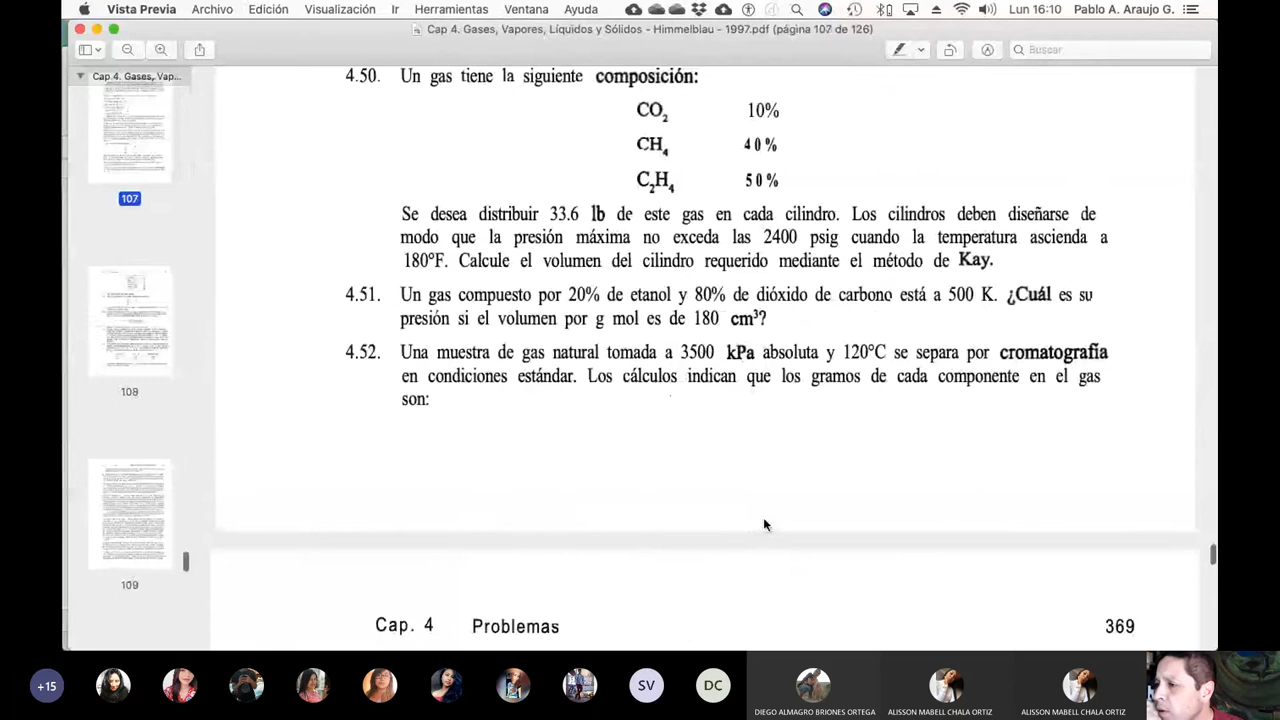 Vista Previa Archivo Edición Visualización Ir Herramientas Ventana Ayuda Lun 16:10 Pablo A. Araujo G.
Cap 4. Gases, Vapores, Líquidos y Sólidos - Himmelblau - 1997.pdf (página 107 de 126)
Buscar
Cap 4. Gases, Vap...
107
108
109
4.50. Un gas tiene la siguiente composición:
CO₂ 10%
CH₄ 40%
C₂H₄ 50%
Se desea distribuir 33.6 lb de este gas en cada cilindro. Los cilindros deben diseñarse de
modo que la presión máxima no exceda las 2400 psig cuando la temperatura ascienda a
180°F. Calcule el volumen del cilindro requerido mediante el método de Kay.
4.51. Un gas compuesto por 20% de etanol y 80% de dióxido de carbono está a 500 K. ¿Cuál es su
presión si el volumen por g mol es de 180 cm³?
4.52. Una muestra de gas natural tomada a 3500 kPa absoluta y 120°C se separa por cromatografía
en condiciones estándar. Los cálculos indican que los gramos de cada componente en el gas
son:
Cap. 4 Problemas 369
+15
SV
DC
DIEGO ALMAGRO BRIONES ORTEGA
ALISSON MABELL CHALA ORTIZ
ALISSON MABELL CHALA ORTIZ